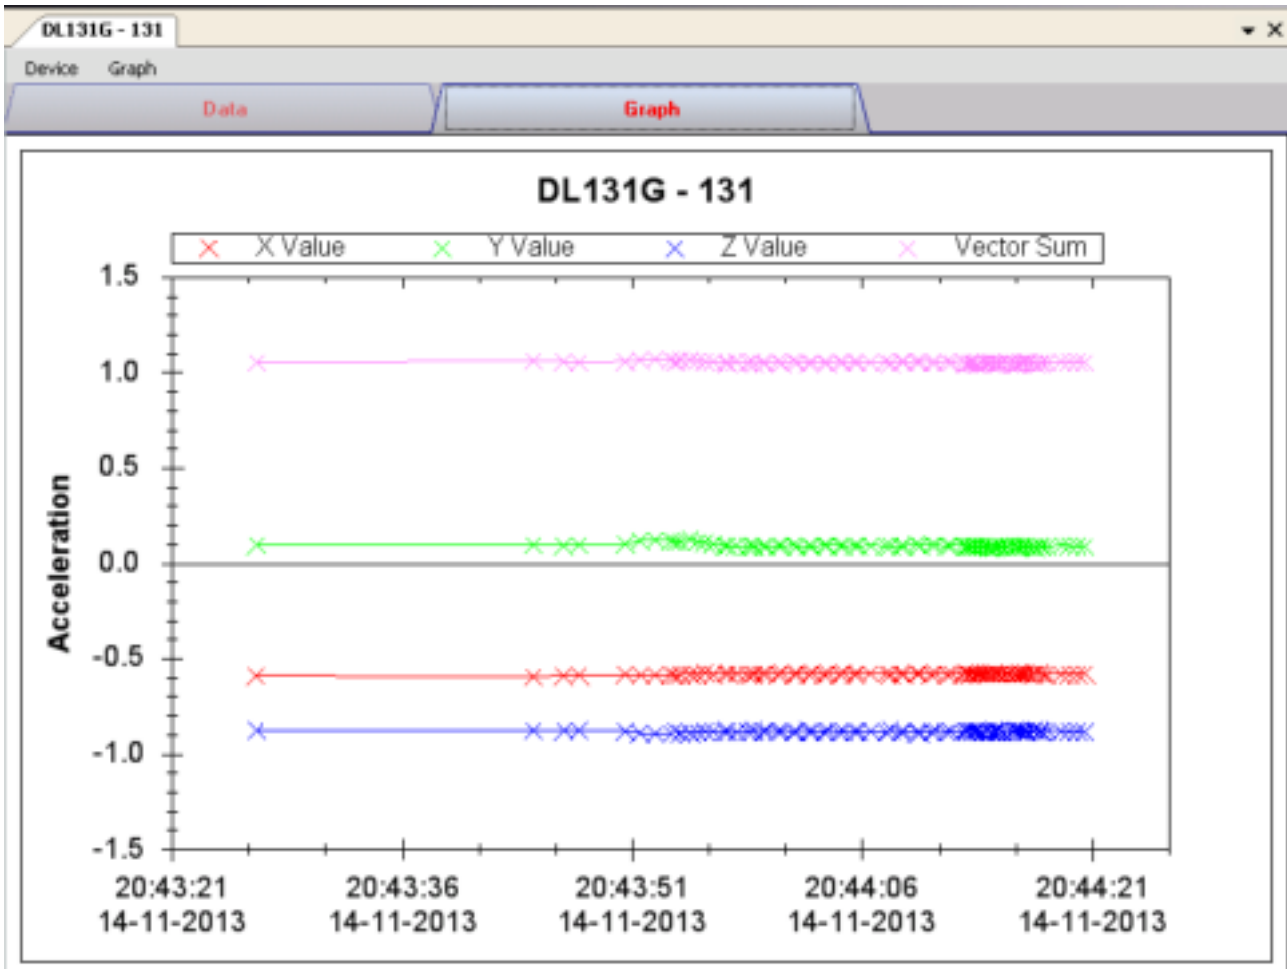 DL131G - 131
Device Graph
Data Graph
DL131G - 131
X Value Y Value Z Value Vector Sum
1.5
1.0
0.5
0.0
-0.5
-1.0
-1.5
Acceleration
20:43:21 20:43:36 20:43:51 20:44:06 20:44:21
14-11-2013 14-11-2013 14-11-2013 14-11-2013 14-11-2013